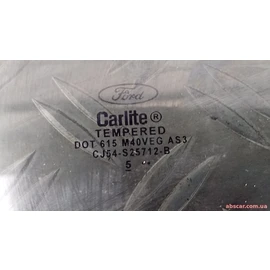 Ford
Carlite®
TEMPERED
DOT 615 M40VEG AS3
CJ54-S25712-B
5
abscar.com.ua